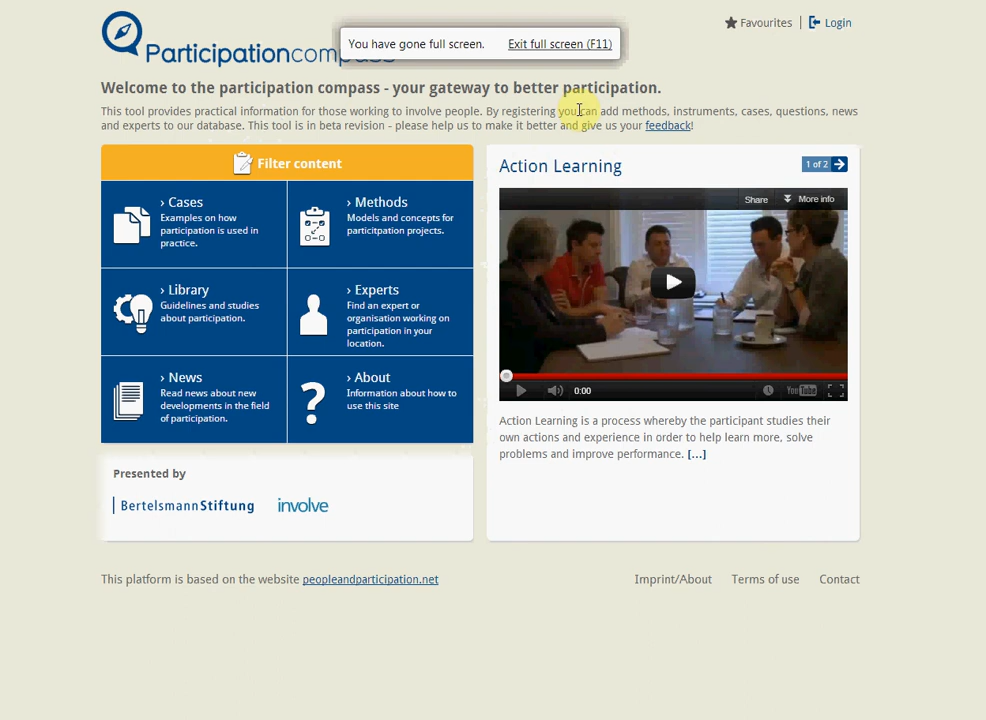 Favourites | Login
You have gone full screen. Exit full screen (F11)
Participationcompass
Welcome to the participation compass - your gateway to better participation.
This tool provides practical information for those working to involve people. By registering you can add methods, instruments, cases, questions, news
and experts to our database. This tool is in beta revision - please help us to make it better and give us your feedback!
Filter content
› Cases
Examples on how
participation is used in
practice.
› Methods
Models and concepts for
particitpation projects.
› Library
Guidelines and studies
about participation.
› Experts
Find an expert or
organisation working on
participation in your
location.
› News
Read news about new
developments in the field
of participation.
› About
Information about how to
use this site
Presented by
BertelsmannStiftung
involve
Action Learning
1 of 2
Share
More info
0:00
YouTube
Action Learning is a process whereby the participant studies their
own actions and experience in order to help learn more, solve
problems and improve performance. [...]
This platform is based on the website peopleandparticipation.net
Imprint/About Terms of use Contact